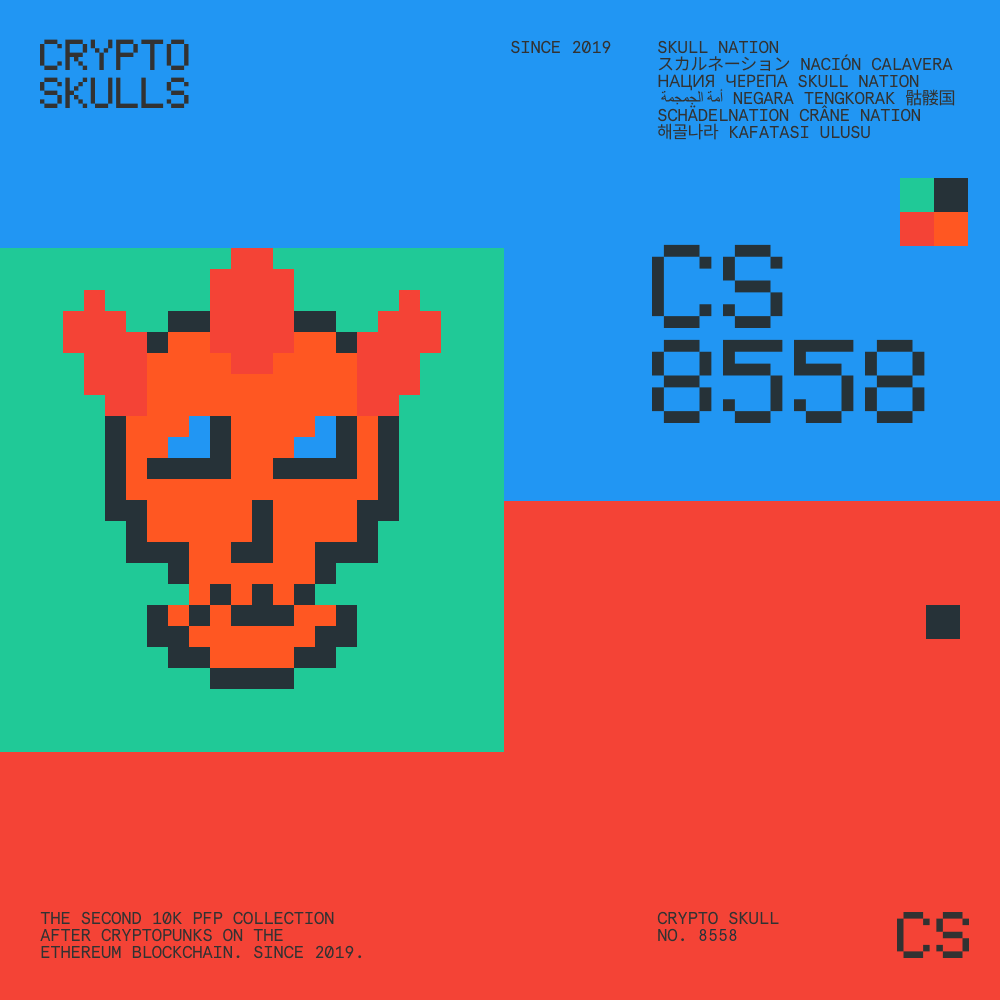 CRYPTO
SKULLS
SINCE 2019
SKULL NATION
スカルネーション NACIÓN CALAVERA
НАЦИЯ ЧЕРЕПА SKULL NATION
أمة الجمجمة NEGARA TENGKORAK 骷髅国
SCHÄDELNATION CRÂNE NATION
해골나라 KAFATASI ULUSU
CS
8558
THE SECOND 10K PFP COLLECTION
AFTER CRYPTOPUNKS ON THE
ETHEREUM BLOCKCHAIN. SINCE 2019.
CRYPTO SKULL
NO. 8558
CS